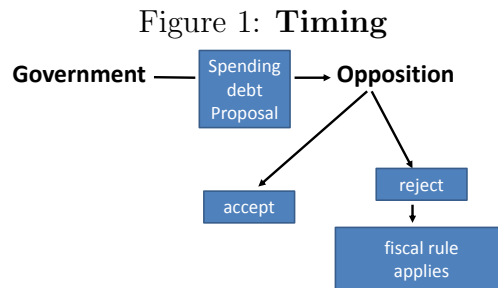 Figure 1: Timing
Government
Spending
debt
Proposal
Opposition
accept
reject
fiscal rule
applies